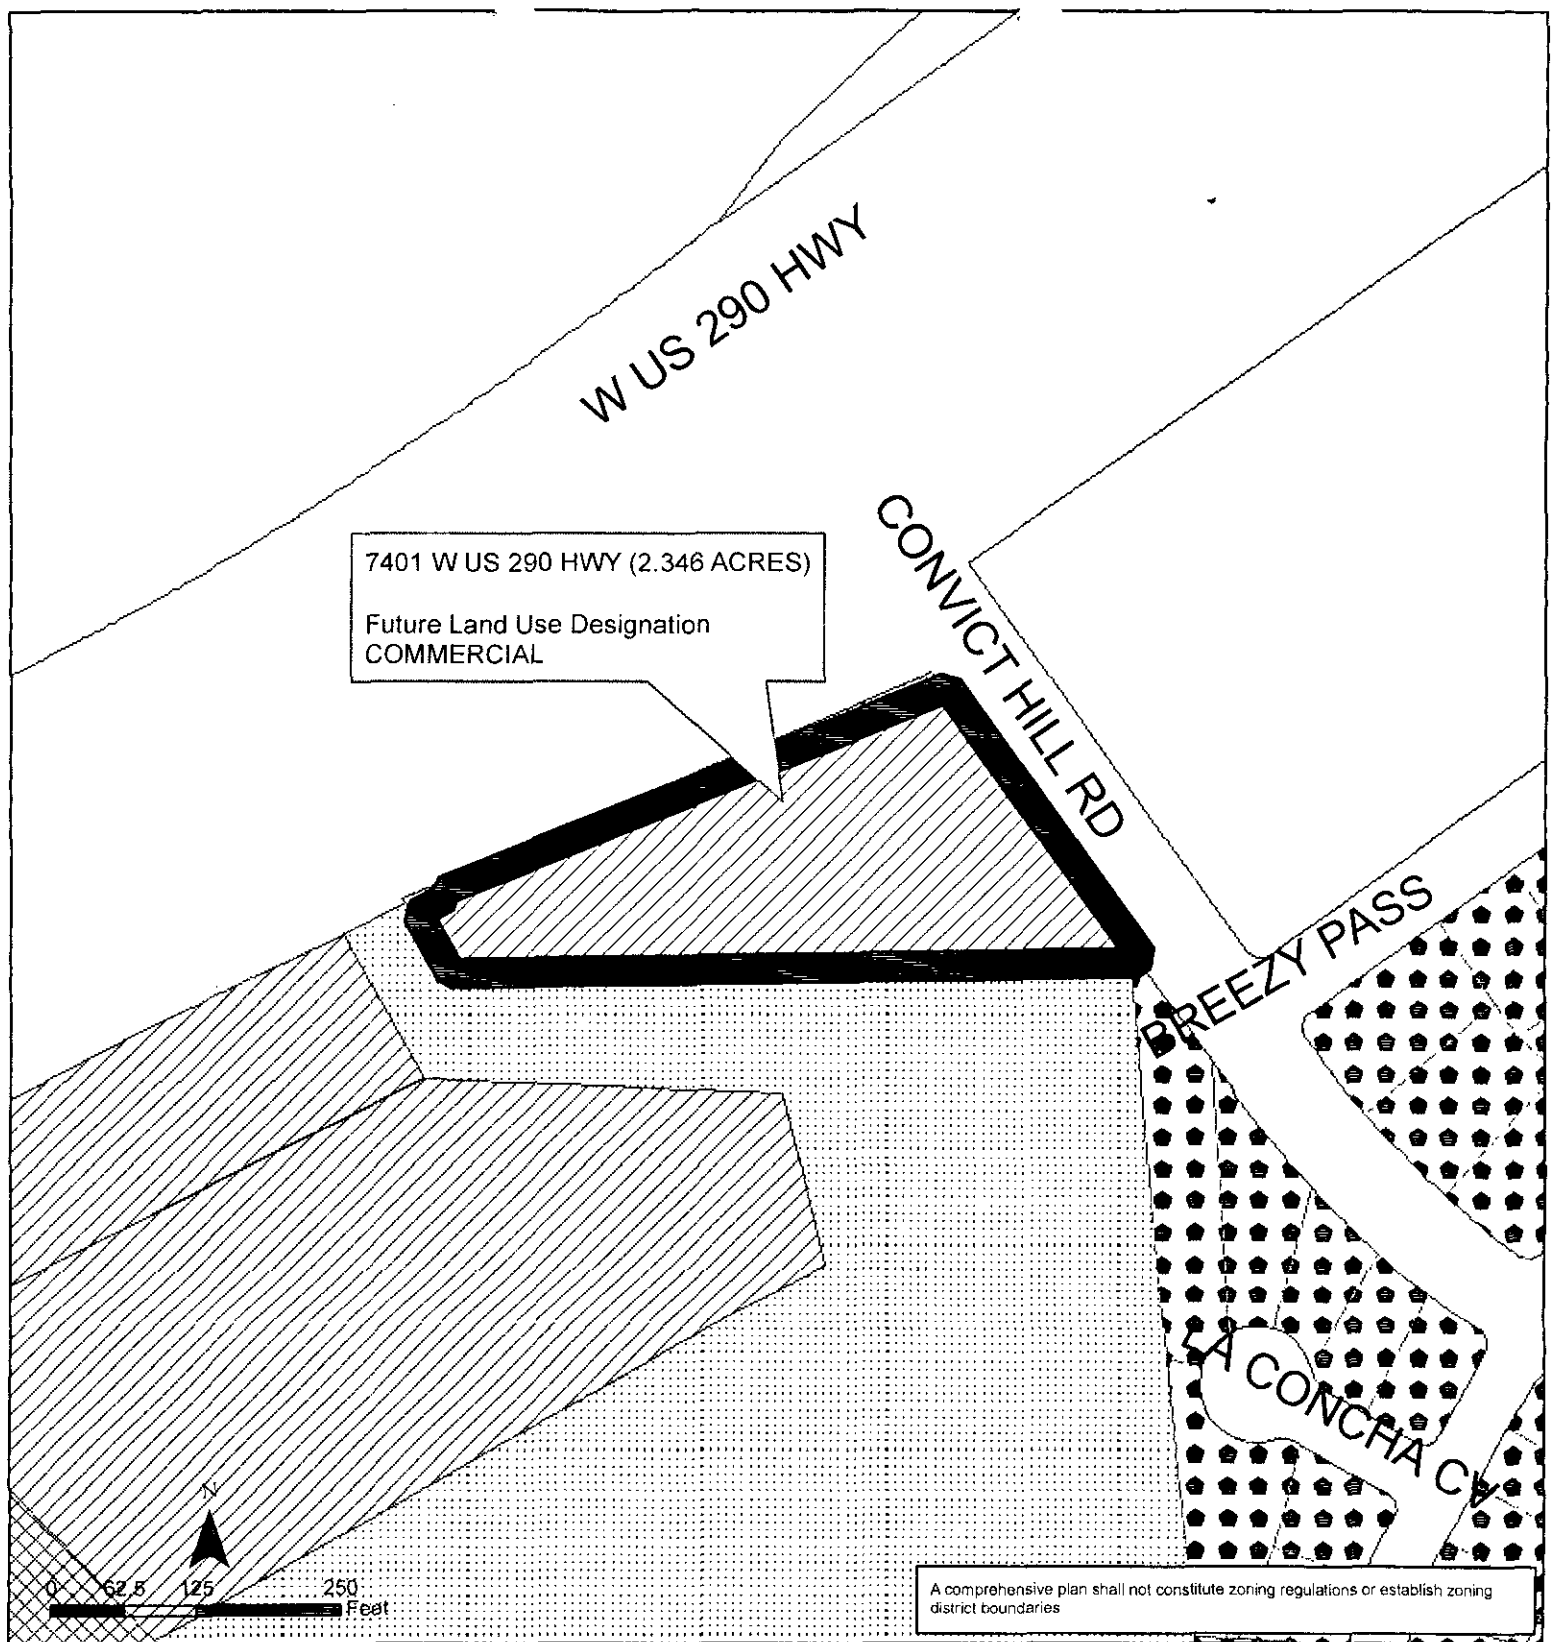 W US 290 HWY
CONVICT HILL RD
7401 W US 290 HWY (2.346 ACRES)
Future Land Use Designation
COMMERCIAL
BREEZY PASS
LA CONCHA CV
N
0 62.5 125 250
Feet
A comprehensive plan shall not constitute zoning regulations or establish zoning
district boundaries